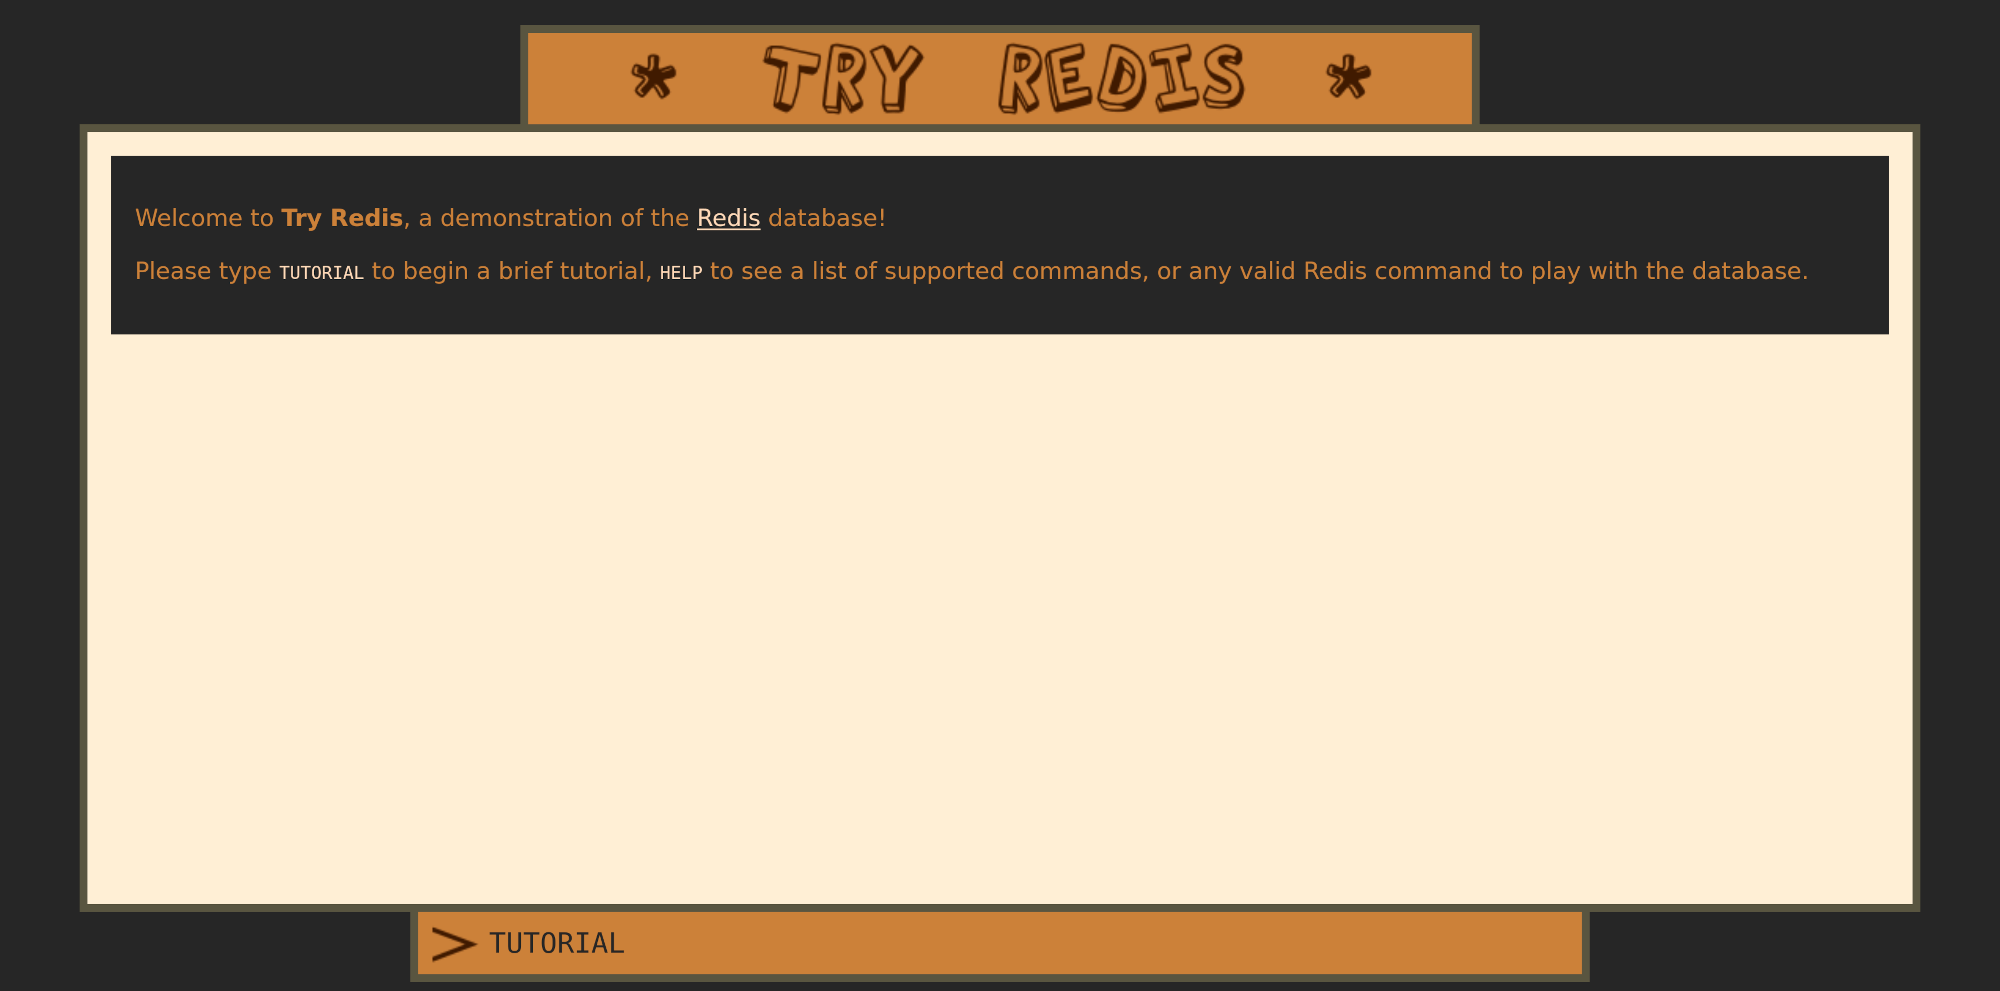 * TRY REDIS *
Welcome to Try Redis, a demonstration of the Redis database!
Please type TUTORIAL to begin a brief tutorial, HELP to see a list of supported commands, or any valid Redis command to play with the database.
> TUTORIAL